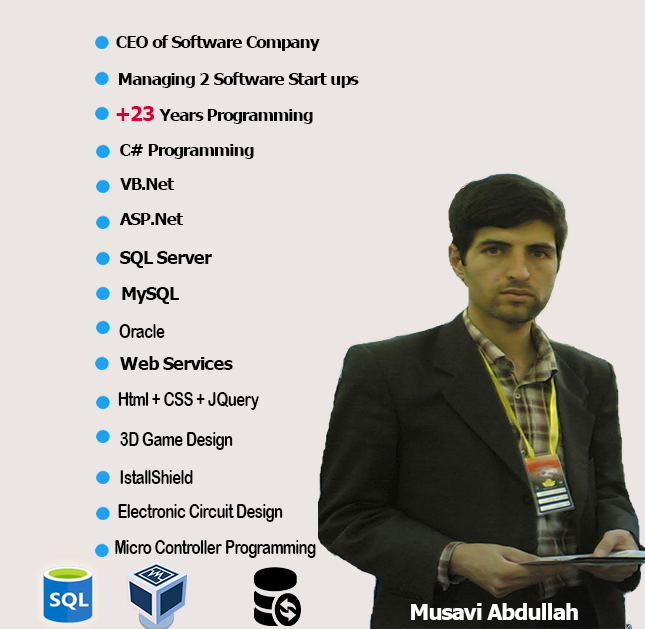 CEO of Software Company
Managing 2 Software Start ups
+23 Years Programming
C# Programming
VB.Net
ASP.Net
SQL Server
MySQL
Oracle
Web Services
Html + CSS + JQuery
3D Game Design
IstallShield
Electronic Circuit Design
Micro Controller Programming
SQL
Musavi Abdullah